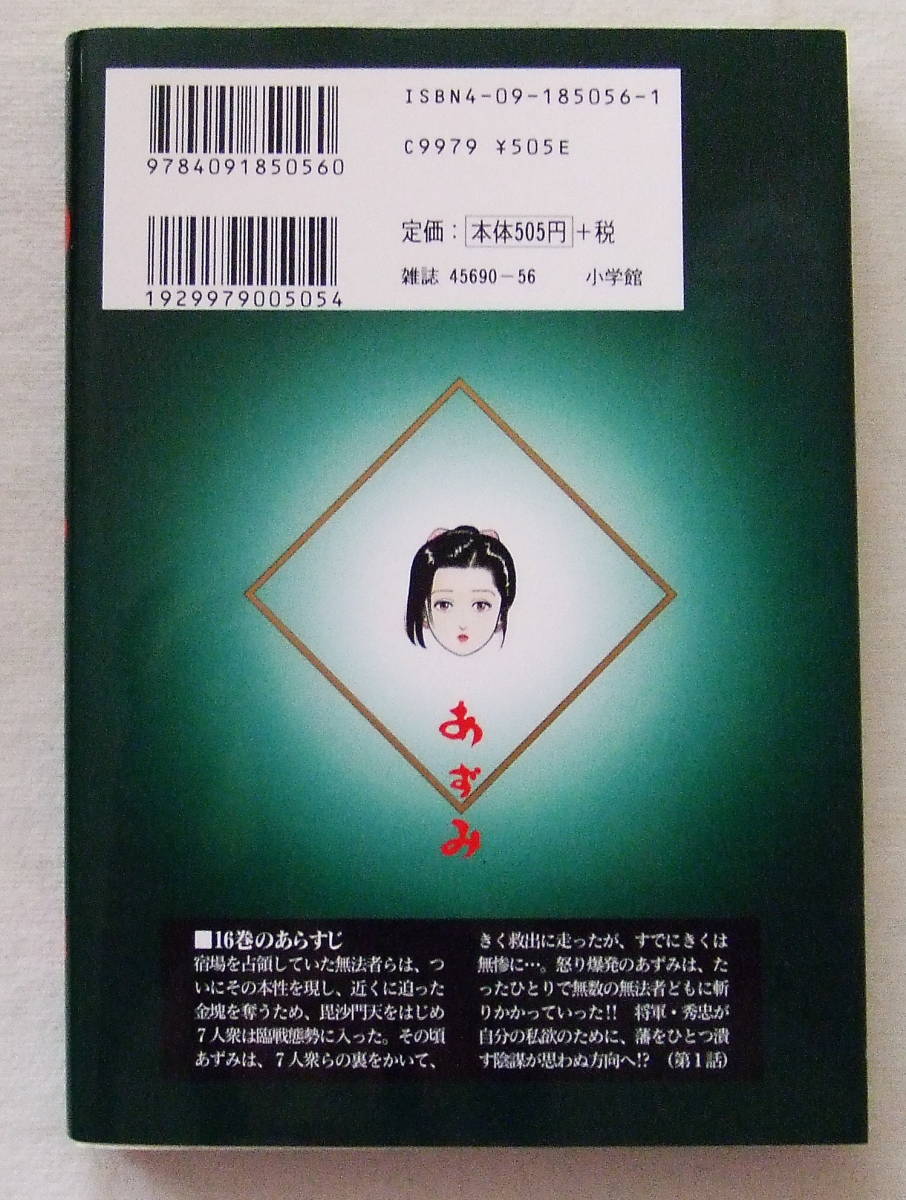 ISBN4-09-185056-1
9784091850560
C9979 ¥505E
定価：本体505円+税
1929979005054
雑誌 45690-56 小学館
あずみ
■16巻のあらすじ
宿場を占領していた無法者らは、つ
いにその本性を現し、近くに迫った
金塊を奪うため、毘沙門天をはじめ
7人衆は臨戦態勢に入った。その頃
あずみは、7人衆らの裏をかいて、
きく救出に走ったが、すでにきくは
無惨に…。怒り爆発のあずみは、た
ったひとりで無数の無法者どもに斬
りかかっていった!! 将軍・秀忠が
自分の私欲のために、藩をひとつ潰
す陰謀が思わぬ方向へ!? （第1話）